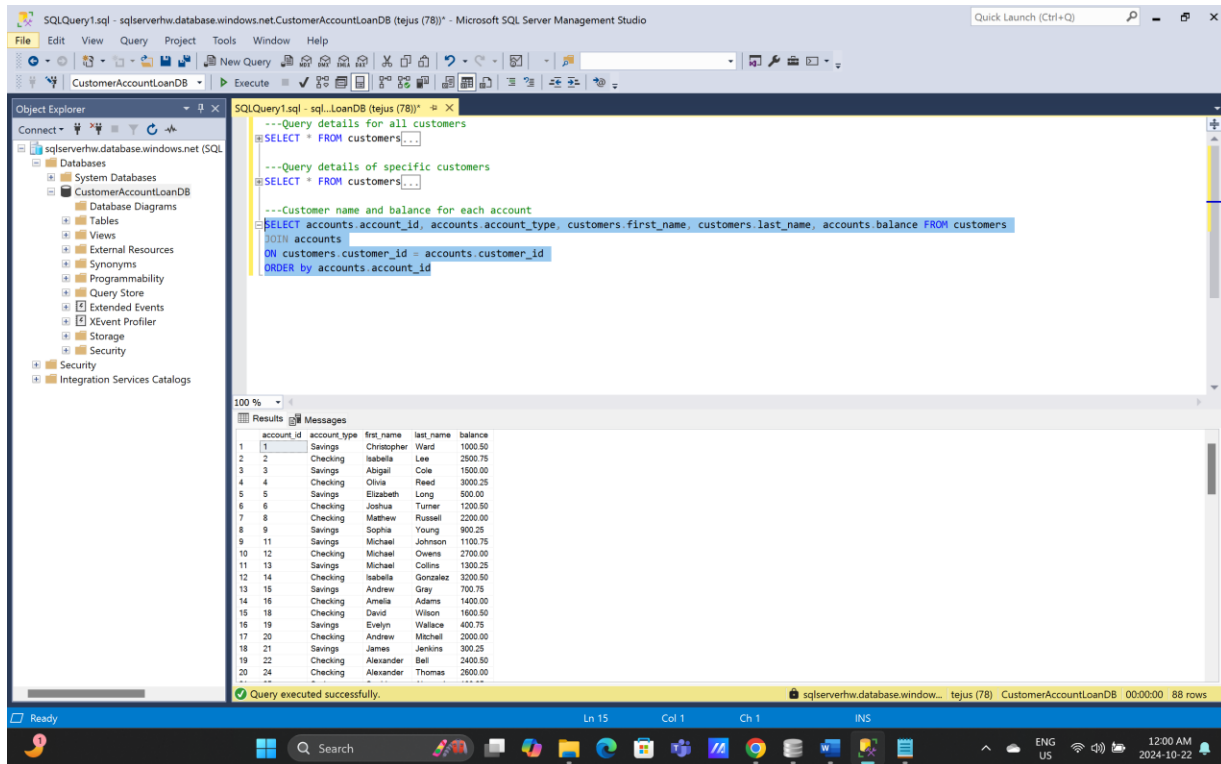 SQLQuery1.sql - sqlserverhw.database.windows.net.CustomerAccountLoanDB (tejus (78))* - Microsoft SQL Server Management Studio
Quick Launch (Ctrl+Q)
File Edit View Query Project Tools Window Help
New Query
CustomerAccountLoanDB Execute
Object Explorer
SQLQuery1.sql - sql...LoanDB (tejus (78))*
Connect
sqlserverhw.database.windows.net (SQL
Databases
System Databases
CustomerAccountLoanDB
Database Diagrams
Tables
Views
External Resources
Synonyms
Programmability
Query Store
Extended Events
XEvent Profiler
Storage
Security
Security
Integration Services Catalogs
---Query details for all customers
SELECT * FROM customers...
---Query details of specific customers
SELECT * FROM customers...
---Customer name and balance for each account
SELECT accounts.account_id, accounts.account_type, customers.first_name, customers.last_name, accounts.balance FROM customers
JOIN accounts
ON customers.customer_id = accounts.customer_id
ORDER by accounts.account_id
100 %
Results Messages
account_id account_type first_name last_name balance
1 1 Savings Christopher Ward 1000.50
2 2 Checking Isabella Lee 2500.75
3 3 Savings Abigail Cole 1500.00
4 4 Checking Olivia Reed 3000.25
5 5 Savings Elizabeth Long 500.00
6 6 Checking Joshua Turner 1200.50
7 8 Checking Matthew Russell 2200.00
8 9 Savings Sophia Young 900.25
9 11 Savings Michael Johnson 1100.75
10 12 Checking Michael Owens 2700.00
11 13 Savings Michael Collins 1300.25
12 14 Checking Isabella Gonzalez 3200.50
13 15 Savings Andrew Gray 700.75
14 16 Checking Amelia Adams 1400.00
15 18 Checking David Wilson 1600.50
16 19 Savings Evelyn Wallace 400.75
17 20 Checking Andrew Mitchell 2000.00
18 21 Savings James Jenkins 300.25
19 22 Checking Alexander Bell 2400.50
20 24 Checking Alexander Thomas 2600.00
Query executed successfully.
sqlserverhw.database.window... tejus (78) CustomerAccountLoanDB 00:00:00 88 rows
Ready Ln 15 Col 1 Ch 1 INS
1
Search
ENG
US
12:00 AM
2024-10-22